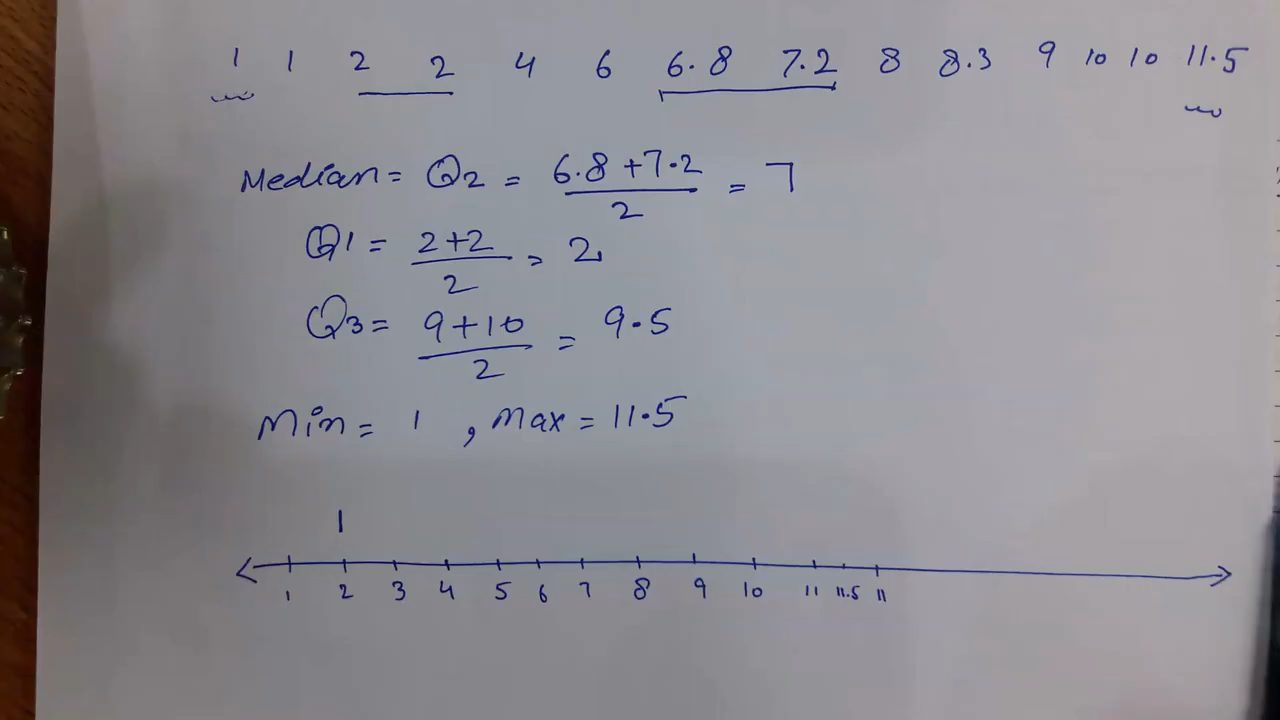 1 1 2 2 4 6 6.8 7.2 8 8.3 9 10 10 11.5
Median = Q2 = (6.8 + 7.2)/2 = 7
Q1 = (2+2)/2 = 2
Q3 = (9+10)/2 = 9.5
Min = 1 , Max = 11.5
1 2 3 4 5 6 7 8 9 10 11 11.5 11